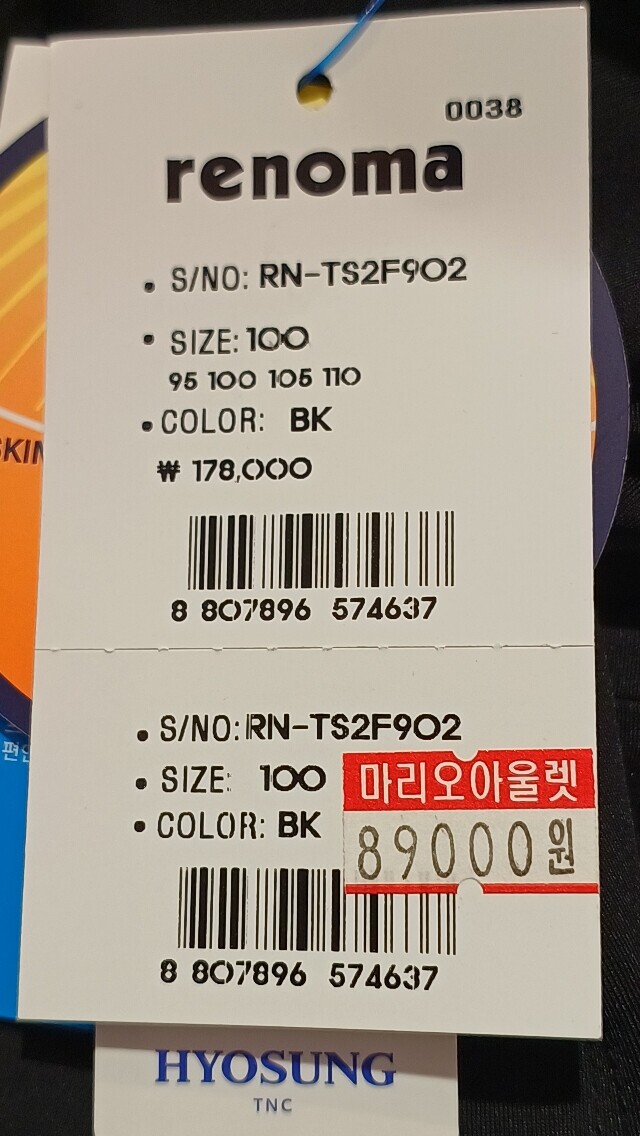 0038
renoma
• S/NO: RN-TS2F902
• SIZE: 100
95 100 105 110
• COLOR: BK
₩ 178,000
8 807896 574637
• S/NO: RN-TS2F902
• SIZE: 100
• COLOR: BK
마리오아울렛
89000원
8 807896 574637
HYOSUNG
TNC